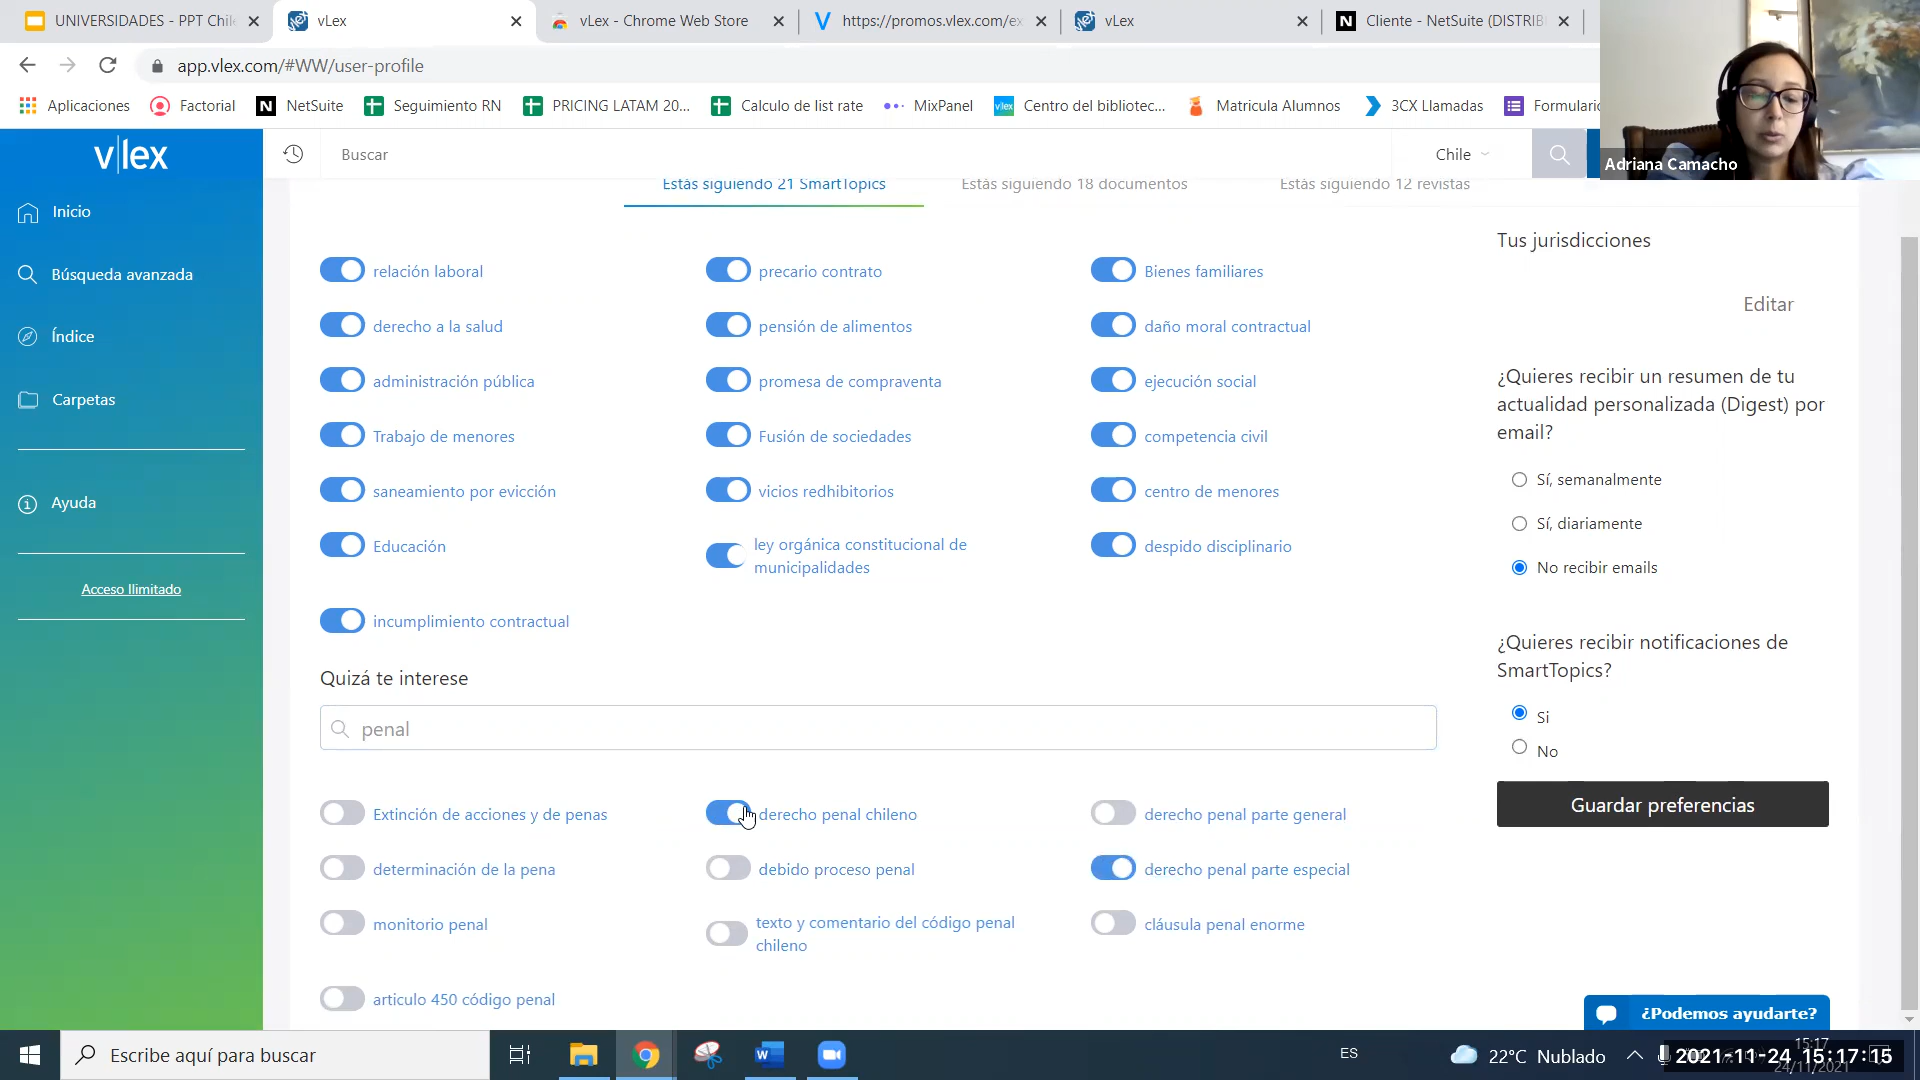 UNIVERSIDADES - PPT Chil
vLex
vLex - Chrome Web Store
https://promos.vlex.com/ex
vLex
Cliente - NetSuite (DISTRIB
app.vlex.com/#WW/user-profile
Aplicaciones
Factorial
NetSuite
Seguimiento RN
PRICING LATAM 20...
Calculo de list rate
MixPanel
Centro del bibliotec...
Matricula Alumnos
3CX Llamadas
Formulario
Adriana Camacho
v|lex
Buscar
Chile
Inicio
Búsqueda avanzada
Índice
Carpetas
Ayuda
Acceso Ilimitado
Estás siguiendo 21 SmartTopics
Estás siguiendo 18 documentos
Estás siguiendo 12 revistas
relación laboral
precario contrato
Bienes familiares
derecho a la salud
pensión de alimentos
daño moral contractual
administración pública
promesa de compraventa
ejecución social
Trabajo de menores
Fusión de sociedades
competencia civil
saneamiento por evicción
vicios redhibitorios
centro de menores
Educación
ley orgánica constitucional de
municipalidades
despido disciplinario
incumplimiento contractual
Quizá te interese
penal
Extinción de acciones y de penas
derecho penal chileno
derecho penal parte general
determinación de la pena
debido proceso penal
derecho penal parte especial
monitorio penal
texto y comentario del código penal
chileno
cláusula penal enorme
articulo 450 código penal
Tus jurisdicciones
Editar
¿Quieres recibir un resumen de tu
actualidad personalizada (Digest) por
email?
Sí, semanalmente
Sí, diariamente
No recibir emails
¿Quieres recibir notificaciones de
SmartTopics?
Si
No
Guardar preferencias
¿Podemos ayudarte?
Escribe aquí para buscar
ES
22°C Nublado
15:17
24/11/2021
2021-11-24 15:17:15